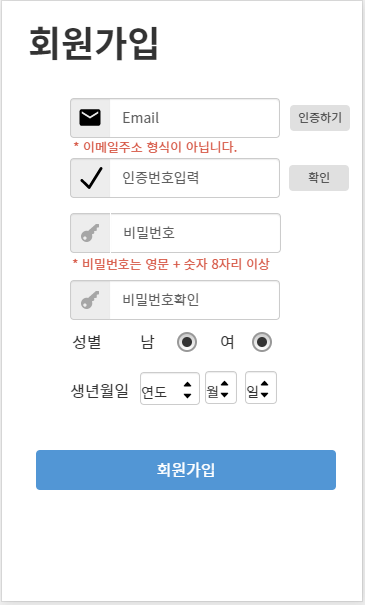 회원가입
Email 인증하기
* 이메일주소 형식이 아닙니다.
인증번호입력 확인
비밀번호
* 비밀번호는 영문 + 숫자 8자리 이상
비밀번호확인
성별 남 여
생년월일 연도 월 일
회원가입